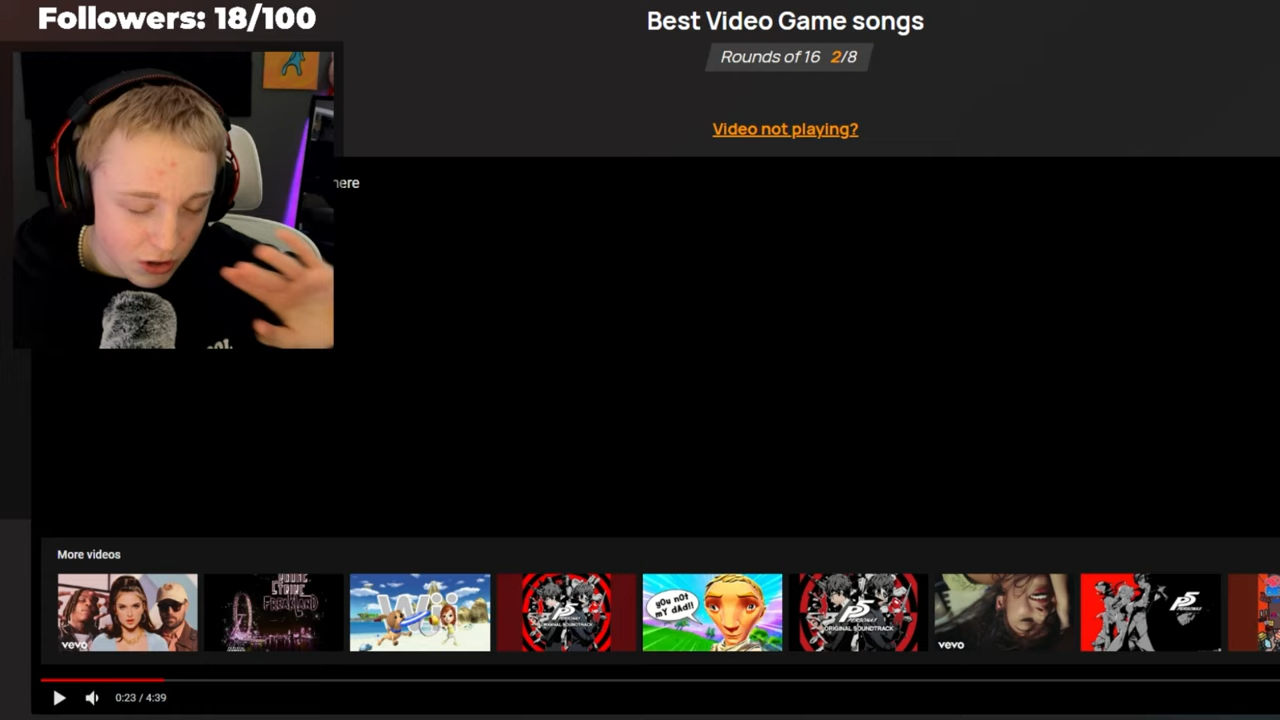 Followers: 18/100
Best Video Game songs
Rounds of 16 2/8
Video not playing?
here
More videos
vevo
FREAKLAND
Wii
P5
ORIGINAL SOUNDTRACK
yOu nOt
mY dAd!!
P5
ORIGINAL SOUNDTRACK
vevo
P5
0:23 / 4:39